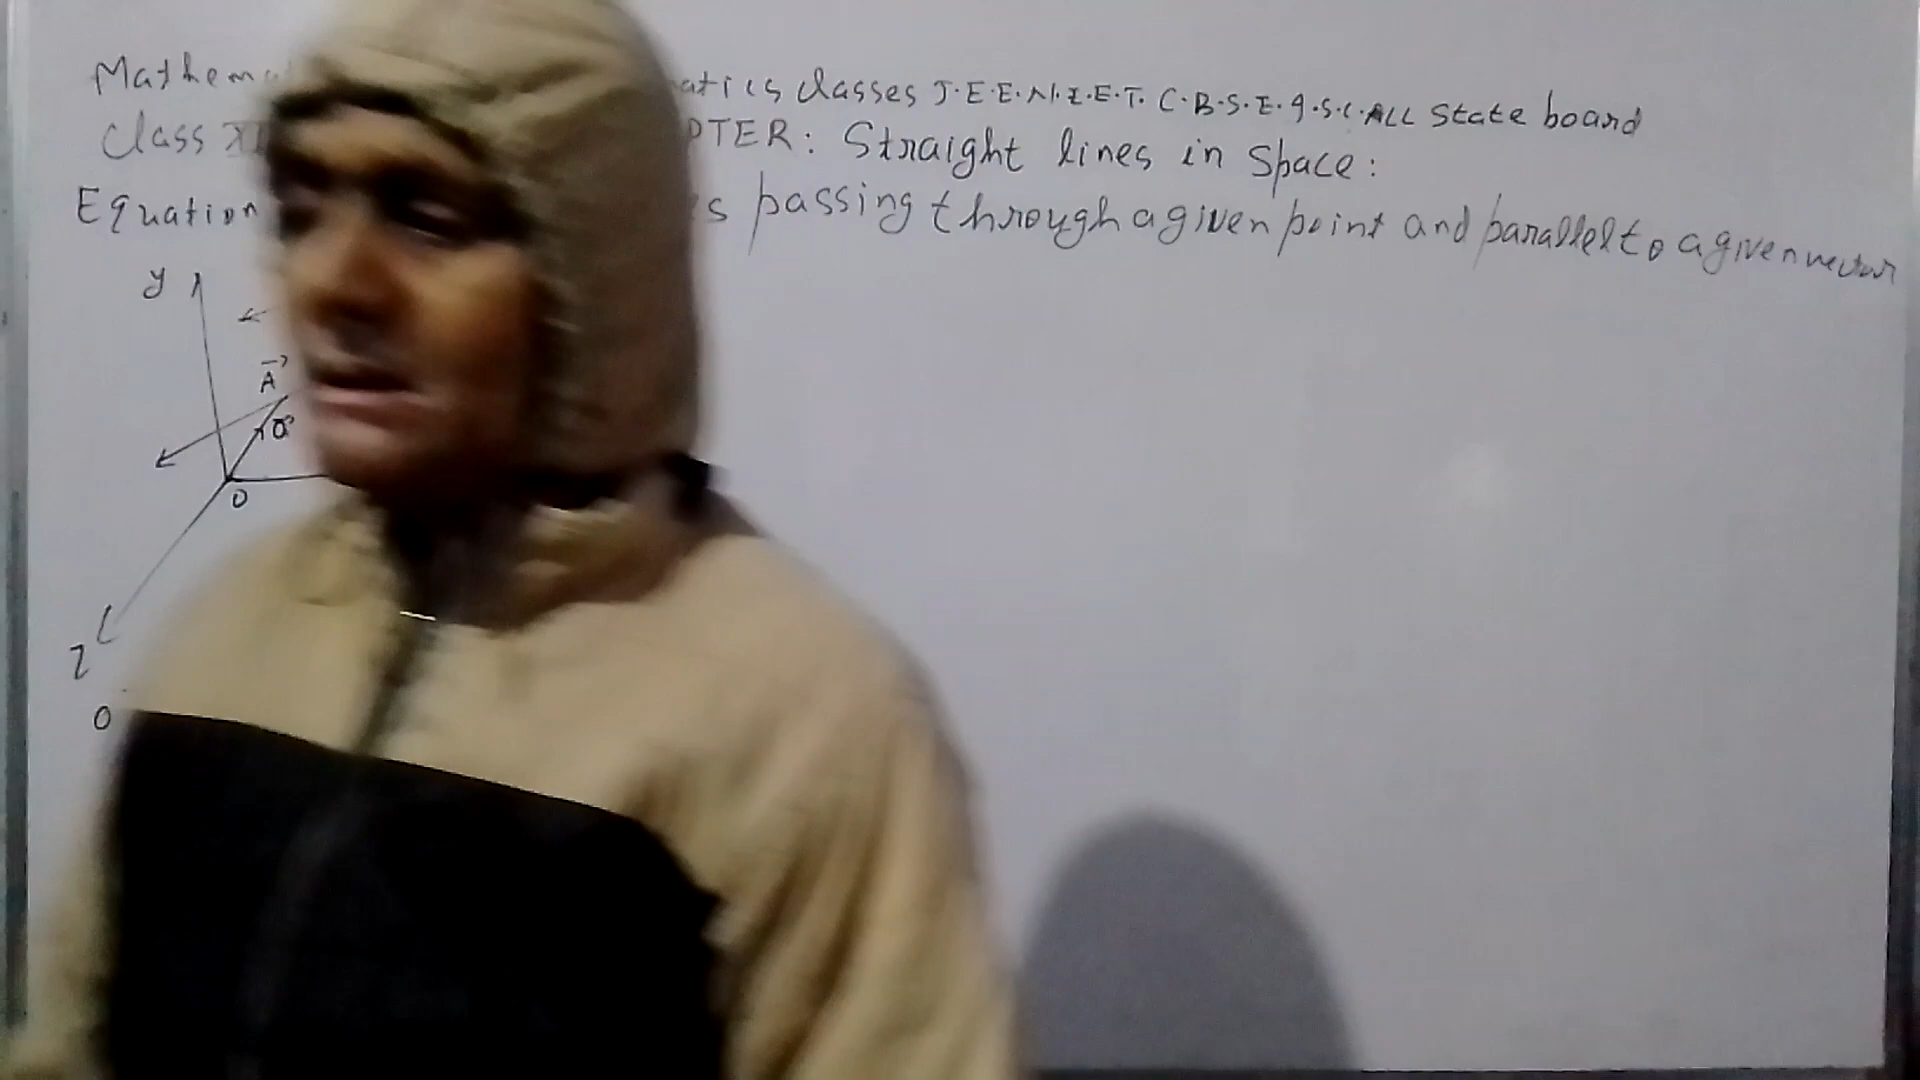 Mathema atics classes J.E.E.N.E.E.T. C.B.S.E. I.S.C. ALL State board
Class XI PTER: Straight lines in Space:
Equation s passing through a given point and parallel to a given vector
y
A
a
O
Z
O